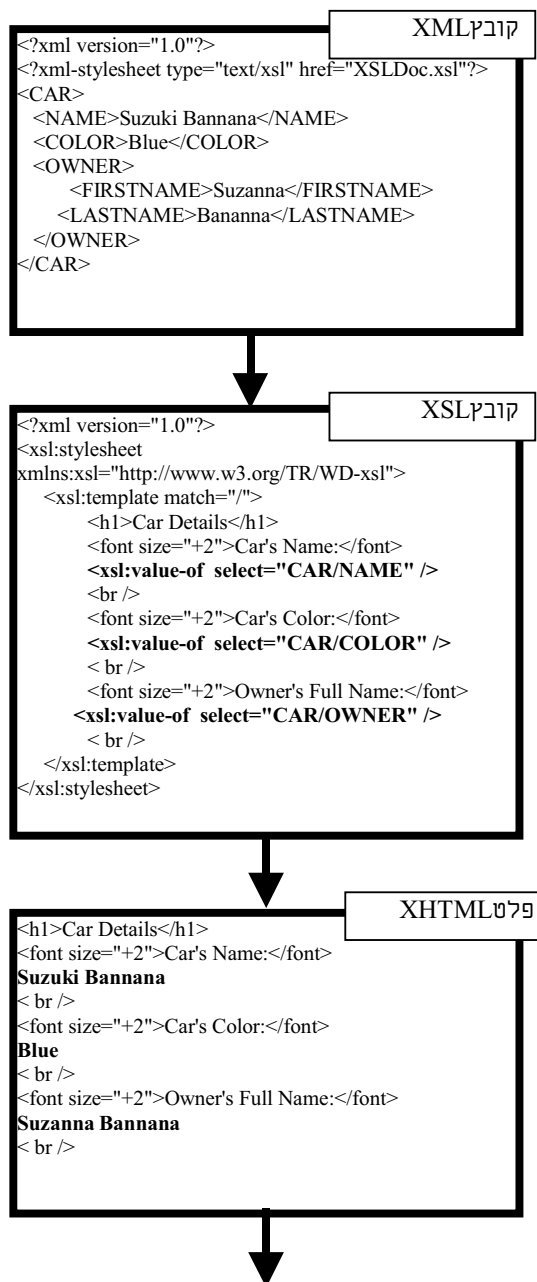 קובץXML
<?xml version="1.0"?>
<?xml-stylesheet type="text/xsl" href="XSLDoc.xsl"?>
<CAR>
<NAME>Suzuki Bannana</NAME>
<COLOR>Blue</COLOR>
<OWNER>
<FIRSTNAME>Suzanna</FIRSTNAME>
<LASTNAME>Bananna</LASTNAME>
</OWNER>
</CAR>
קובץXSL
<?xml version="1.0"?>
<xsl:stylesheet
xmlns:xsl="http://www.w3.org/TR/WD-xsl">
<xsl:template match="/">
<h1>Car Details</h1>
<font size="+2">Car's Name:</font>
<xsl:value-of  select="CAR/NAME" />
<br />
<font size="+2">Car's Color:</font>
<xsl:value-of  select="CAR/COLOR" />
< br />
<font size="+2">Owner's Full Name:</font>
<xsl:value-of  select="CAR/OWNER" />
< br />
</xsl:template>
</xsl:stylesheet>
פלטXHTML
<h1>Car Details</h1>
<font size="+2">Car's Name:</font>
Suzuki Bannana
< br />
<font size="+2">Car's Color:</font>
Blue
< br />
<font size="+2">Owner's Full Name:</font>
Suzanna Bannana
< br />